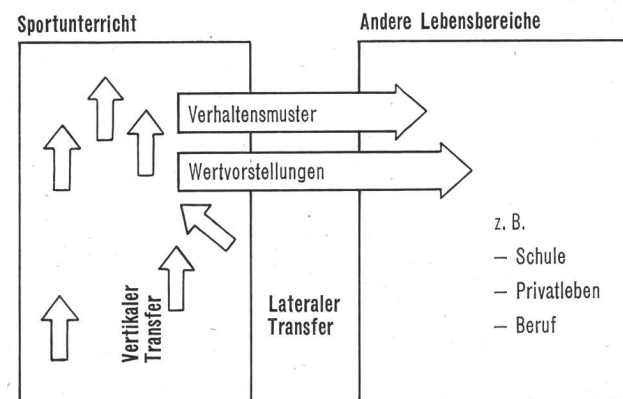 Sportunterricht
Andere Lebensbereiche
Verhaltensmuster
Wertvorstellungen
z. B.
— Schule
— Privatleben
— Beruf
Vertikaler
Transfer
Lateraler
Transfer